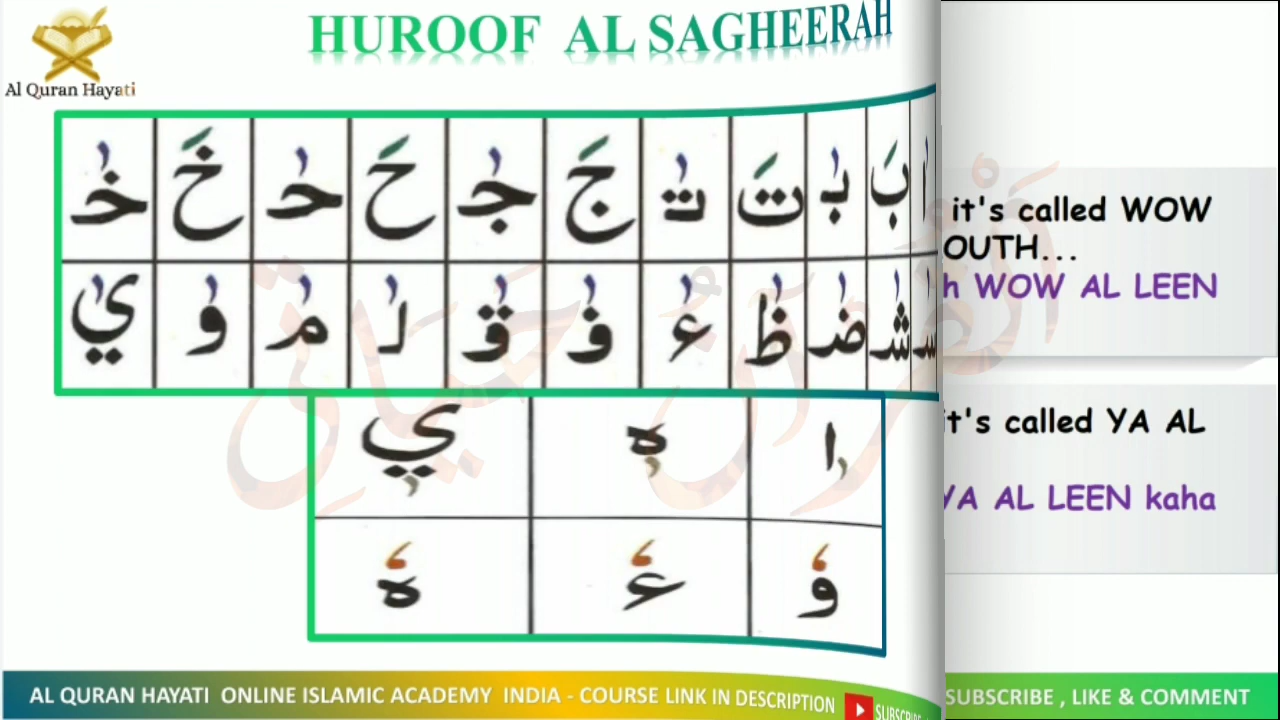 HUROOF AL SAGHEERAH
Al Quran Hayati
ا بَ بٰ تَ تٰ جَ جٰ حَ حٰ خَ خٰ
شٰ ضٰ ظٰ عٰ فٰ قٰ لٰ مٰ وٰ يٰ
اٖ هٖ يٖ
وٗ عٗ هٗ
it's called WOW
OUTH...
h WOW AL LEEN
it's called YA AL
YA AL LEEN kaha
AL QURAN HAYATI ONLINE ISLAMIC ACADEMY INDIA - COURSE LINK IN DESCRIPTION
SUBSCRIBE , LIKE & COMMENT